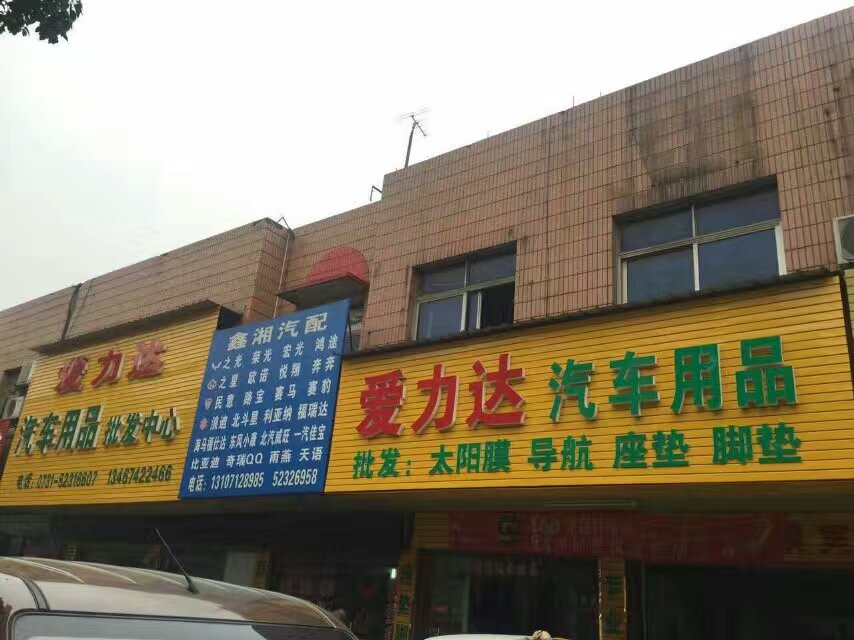 爱力达
汽车用品 批发中心
电话：0731-52316607 13467422466
鑫湘汽配
之光 荣光 宏光 鸿途
之星 欧诺 悦翔 奔奔
民意 路宝 赛马 赛豹
浪迪 北斗星 利亚纳 福瑞达
海马福仕达 东风小康 北汽威旺 一汽佳宝
比亚迪 奇瑞QQ 雨燕 天语
电话：13107128985 52326958
爱力达 汽车用品
批发：太阳膜 导航 座垫 脚垫